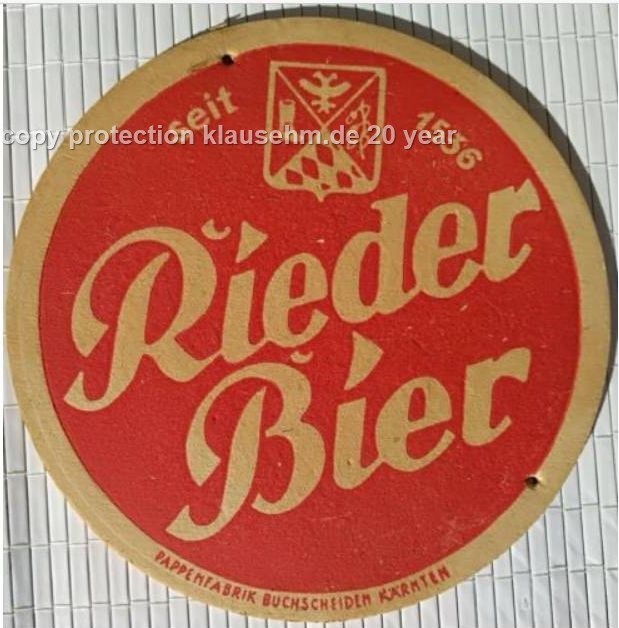 seit 1536
copy protection klausehm.de 20 year
Rieder
Bier
PAPPENFABRIK BUCHSCHEIDEN KÄRNTEN